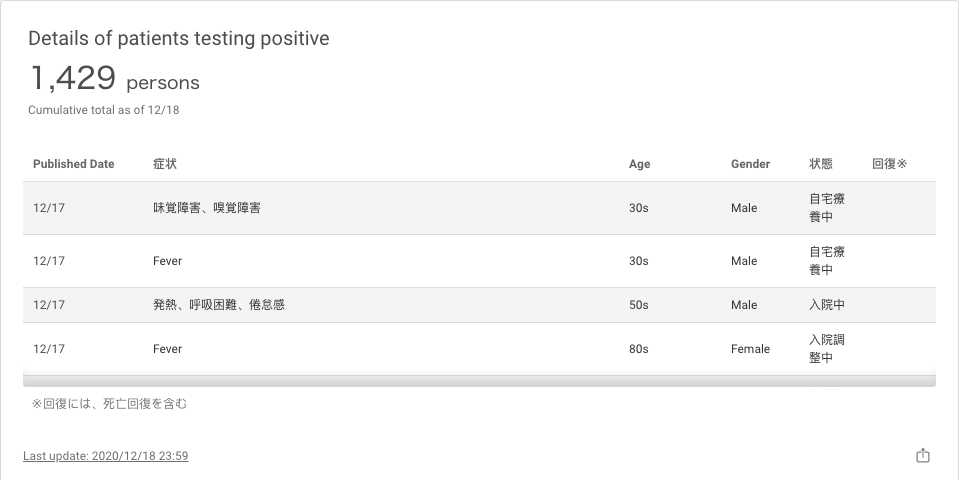 Details of patients testing positive
1,429 persons
Cumulative total as of 12/18
Published Date 症状 Age Gender 状態 回復※
12/17 味覚障害、嗅覚障害 30s Male 自宅療
養中
12/17 Fever 30s Male 自宅療
養中
12/17 発熱、呼吸困難、倦怠感 50s Male 入院中
12/17 Fever 80s Female 入院調
整中
※回復には、死亡回復を含む
Last update: 2020/12/18 23:59